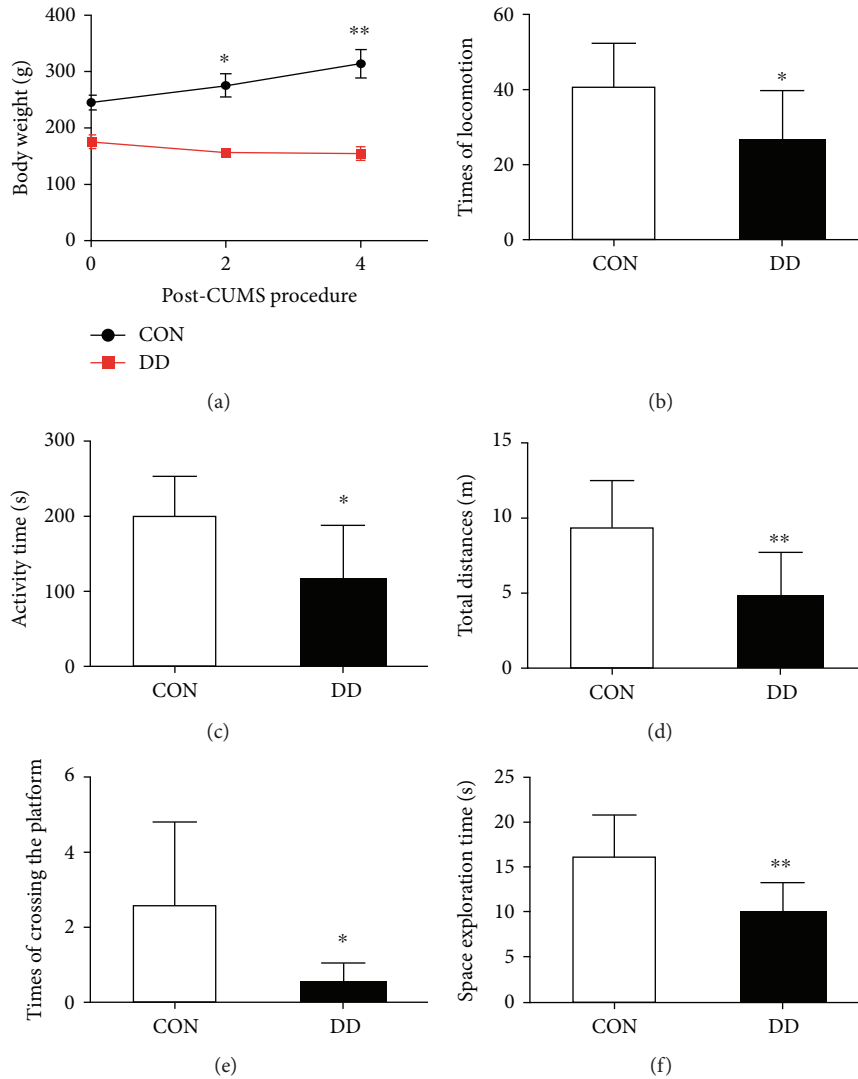 Body weight (g)
400
300
200
100
0
*
**
0 2 4
Post-CUMS procedure
CON
DD
(a)
Times of locomotion
60
40
20
0
*
CON DD
(b)
Activity time (s)
300
200
100
0
*
CON DD
(c)
Total distances (m)
15
10
5
0
**
CON DD
(d)
Times of crossing the platform
6
4
2
0
*
CON DD
(e)
Space exploration time (s)
25
20
15
10
5
0
**
CON DD
(f)